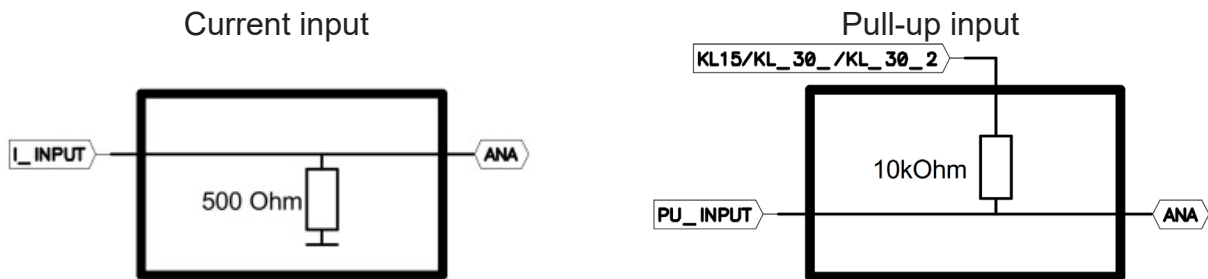 Current input
I_INPUT
ANA
500 Ohm
Pull-up input
KL15/KL_30_/KL_30_2
10kOhm
PU_INPUT
ANA